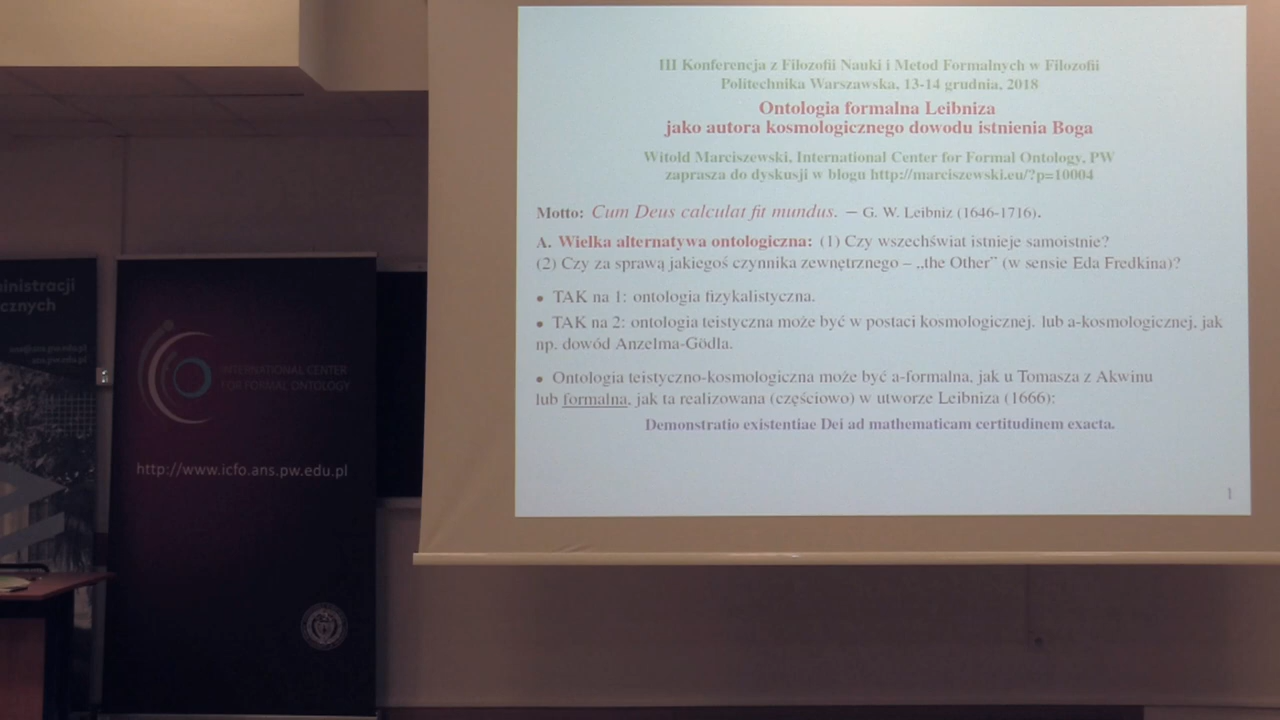 III Konferencja z Filozofii Nauki i Metod Formalnych w Filozofii
Politechnika Warszawska, 13-14 grudnia, 2018
Ontologia formalna Leibniza
jako autora kosmologicznego dowodu istnienia Boga
Witold Marciszewski, International Center for Formal Ontology, PW
zaprasza do dyskusji w blogu http://marciszewski.eu/?p=10004
Motto: Cum Deus calculat fit mundus. – G. W. Leibniz (1646-1716).
A. Wielka alternatywa ontologiczna: (1) Czy wszechświat istnieje samoistnie?
(2) Czy za sprawą jakiegoś czynnika zewnętrznego – „the Other” (w sensie Eda Fredkina)?
• TAK na 1: ontologia fizykalistyczna.
• TAK na 2: ontologia teistyczna może być w postaci kosmologicznej. lub a-kosmologicznej, jak
np. dowód Anzelma-Gödla.
• Ontologia teistyczno-kosmologiczna może być a-formalna, jak u Tomasza z Akwinu
lub formalna, jak ta realizowana (częściowo) w utworze Leibniza (1666):
Demonstratio existentiae Dei ad mathematicam certitudinem exacta.
1
inistracji
cznych
ans.pw.edu.pl
INTERNATIONAL CENTER
FOR FORMAL ONTOLOGY
http://www.icfo.ans.pw.edu.pl